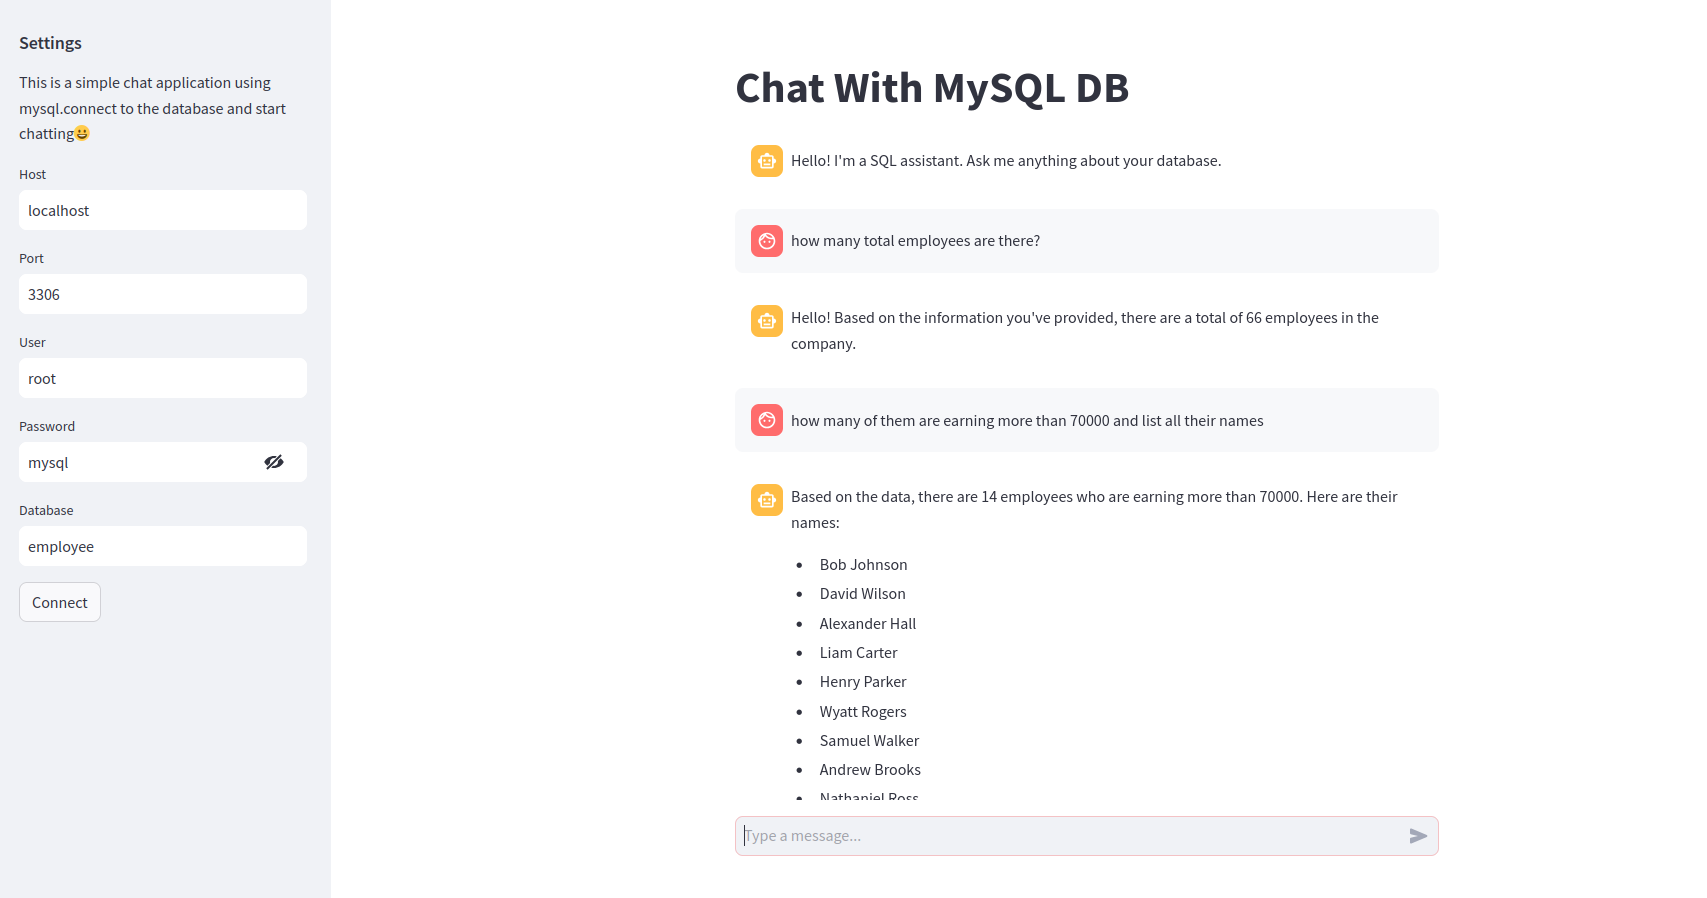 Settings
This is a simple chat application using
mysql.connect to the database and start
chatting😀
Host
localhost
Port
3306
User
root
Password
mysql
Database
employee
Connect
Chat With MySQL DB
Hello! I'm a SQL assistant. Ask me anything about your database.
how many total employees are there?
Hello! Based on the information you've provided, there are a total of 66 employees in the
company.
how many of them are earning more than 70000 and list all their names
Based on the data, there are 14 employees who are earning more than 70000. Here are their
names:
• Bob Johnson
• David Wilson
• Alexander Hall
• Liam Carter
• Henry Parker
• Wyatt Rogers
• Samuel Walker
• Andrew Brooks
• Nathaniel Ross
Type a message...